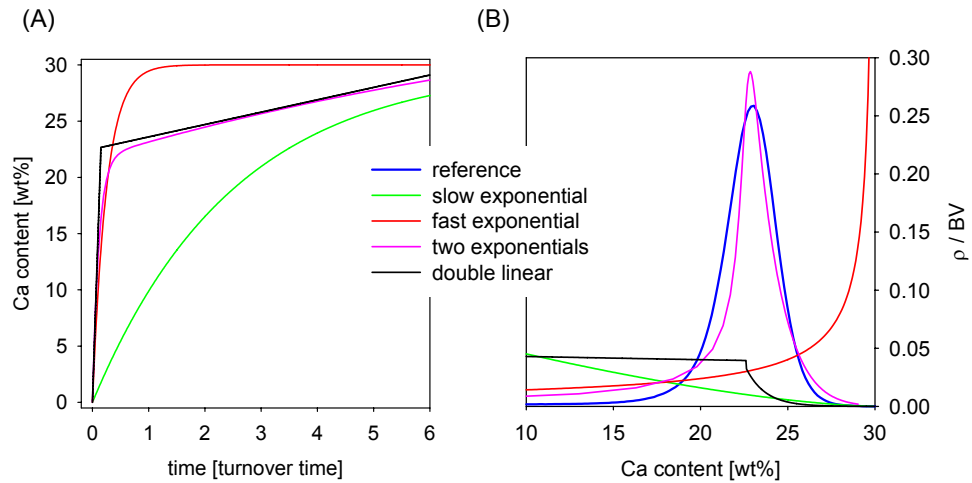 (A)
(B)
30
25
20
15
10
5
0
Ca content [wt%]
0 1 2 3 4 5 6
time [turnover time]
reference
slow exponential
fast exponential
two exponentials
double linear
0.30
0.25
0.20
0.15
0.10
0.05
0.00
ρ / BV
10 15 20 25 30
Ca content [wt%]